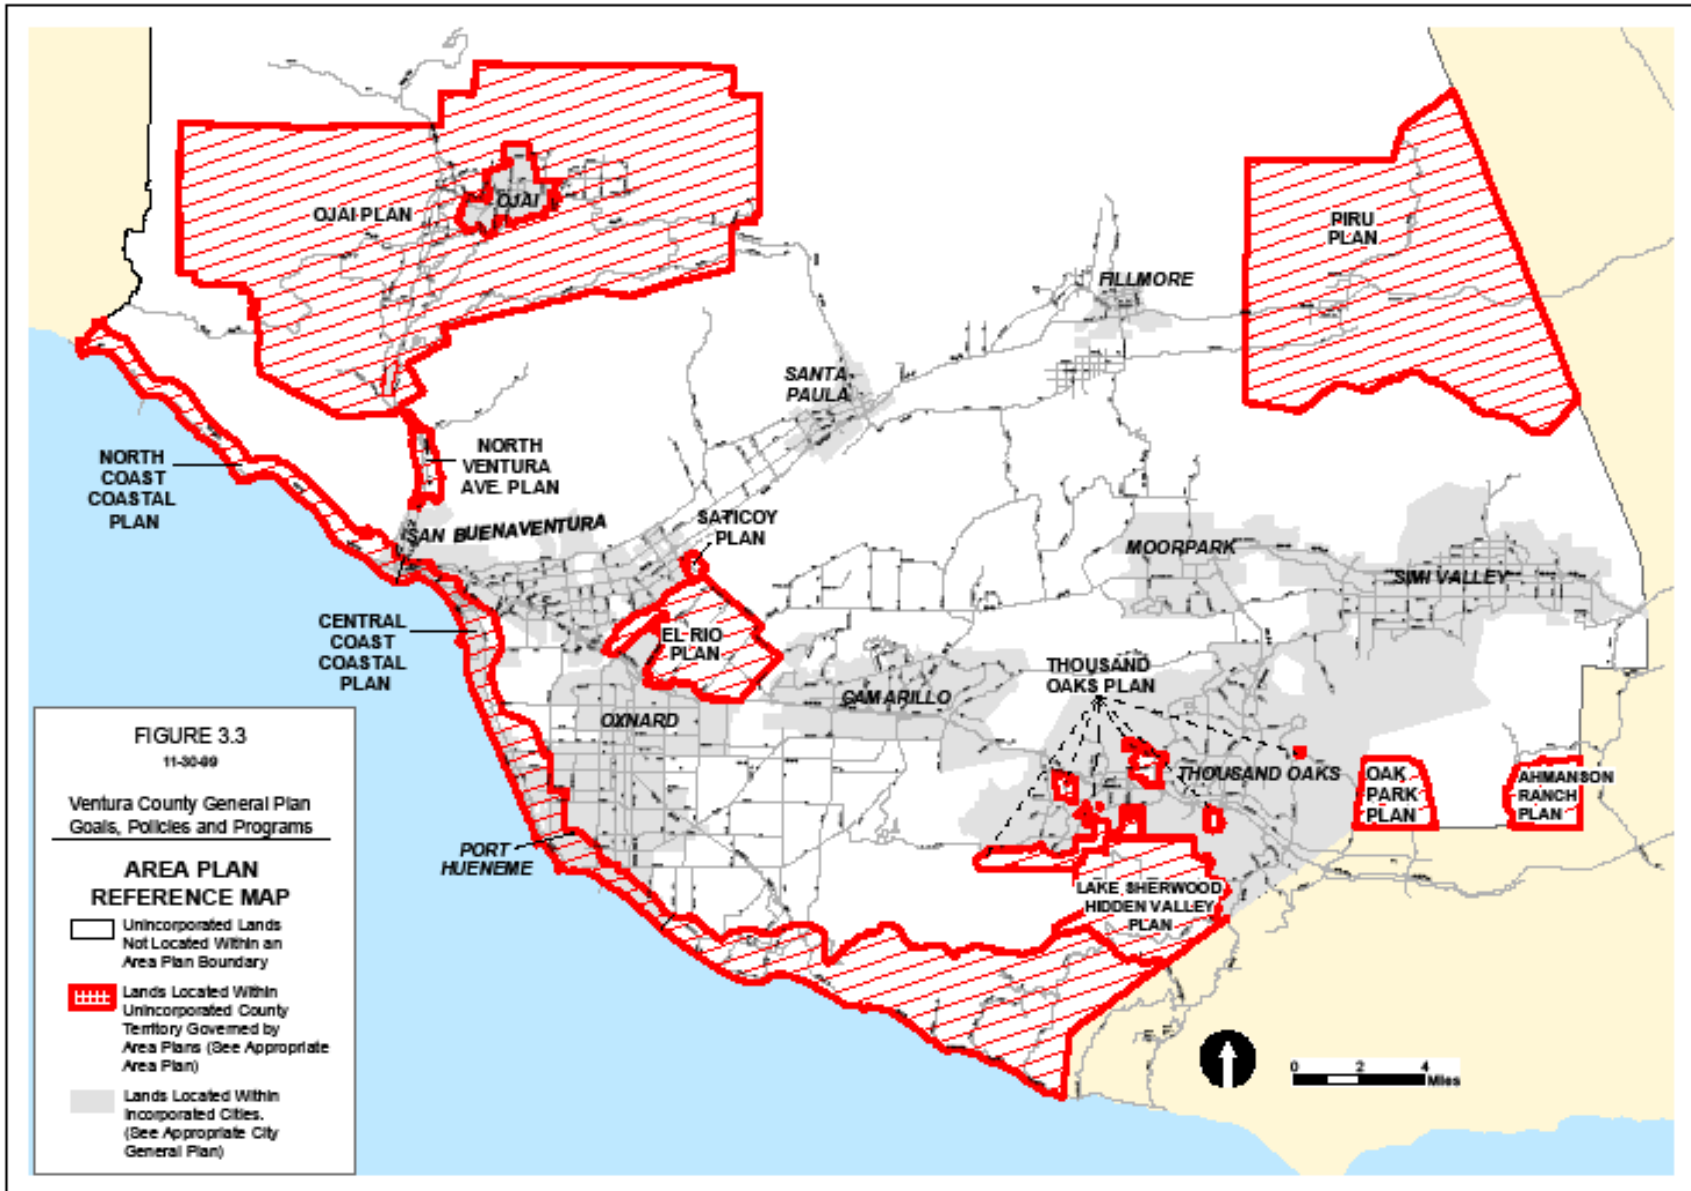 OJAI PLAN
OJAI
PIRU
PLAN
FILLMORE
SANTA
PAULA
NORTH
COAST
COASTAL
PLAN
NORTH
VENTURA
AVE. PLAN
SAN BUENAVENTURA
SATICOY
PLAN
MOORPARK
SIMI VALLEY
CENTRAL
COAST
COASTAL
PLAN
EL RIO
PLAN
THOUSAND
OAKS PLAN
CAMARILLO
OXNARD
THOUSAND OAKS
OAK
PARK
PLAN
AHMANSON
RANCH
PLAN
PORT
HUENEME
LAKE SHERWOOD
HIDDEN VALLEY
PLAN
FIGURE 3.3
11-30-99
Ventura County General Plan
Goals, Policies and Programs
AREA PLAN
REFERENCE MAP
Unincorporated Lands
Not Located Within an
Area Plan Boundary
Lands Located Within
Unincorporated County
Territory Governed by
Area Plans (See Appropriate
Area Plan)
Lands Located Within
Incorporated Cities.
(See Appropriate City
General Plan)
0 2 4
Miles